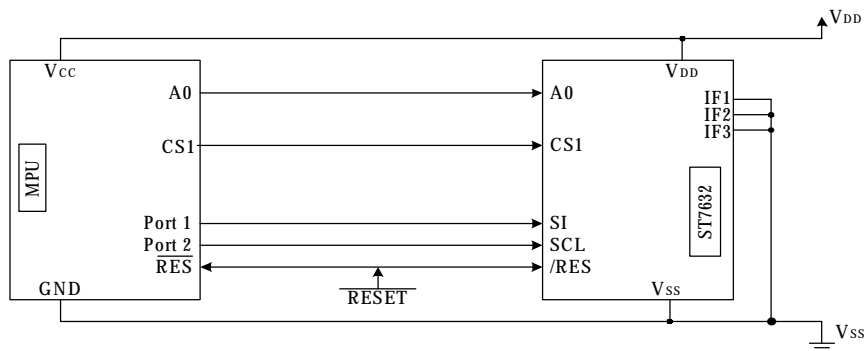 VDD
VCC
VDD
A0
A0
IF1
IF2
IF3
CS1
CS1
MPU
ST7632
Port 1
SI
Port 2
SCL
RES
/RES
GND
RESET
VSS
VSS